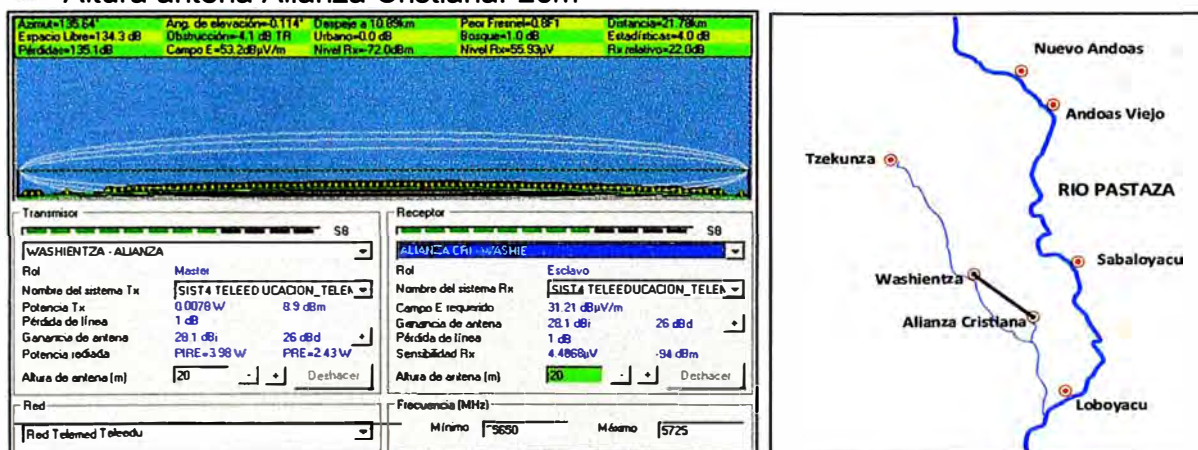 Altura antena Alianza Cristiana: 20m
Azimut=135.64° Ang. de elevación=-0.114° Despeje a 10.89km Peor Fresnel=0.8F1 Distancia=21.78km
Espacio Libre=134.3 dB Obstrucción=-4.1 dB TR Urbano=0.0 dB Bosque=1.0 dB Estadísticas=4.0 dB
Pérdidas=135.1dB Campo E=53.2dBµV/m Nivel Rx=-72.0dBm Nivel Rx=55.93µV Rx relativo=22.0dB
Transmisor
S8
WASHIENTZA - ALIANZA
Rol Master
Nombre del sistema Tx SIST4 TELEEDUCACION_TELEM
Potencia Tx 0.0078 W 8.9 dBm
Pérdida de línea 1 dB
Ganancia de antena 28.1 dBi 26 dBd +
Potencia radiada PIRE=3.98 W PRE=2.43 W
Altura de antena (m) 20 - + Deshacer
Red
Red Telemed Teleedu
Receptor
S8
ALIANZA CRI - WASHIE
Rol Esclavo
Nombre del sistema Rx SIST4 TELEEDUCACION_TELEM
Campo E requerido 31.21 dBµV/m
Ganancia de antena 28.1 dBi 26 dBd +
Pérdida de línea 1 dB
Sensibilidad Rx 4.4868µV -94 dBm
Altura de antena (m) 20 - + Deshacer
Frecuencia (MHz)
Mínimo 5650 Máximo 5725
Nuevo Andoas
Andoas Viejo
Tzekunza
RIO PASTAZA
Sabaloyacu
Washientza
Alianza Cristiana
Loboyacu